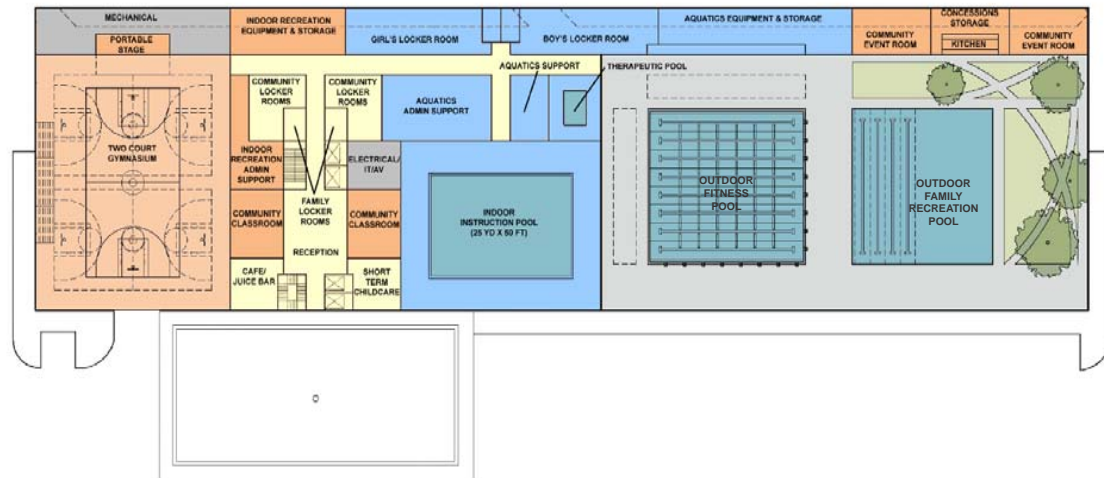 MECHANICAL
PORTABLE
STAGE
INDOOR RECREATION
EQUIPMENT & STORAGE
GIRL'S LOCKER ROOM
BOY'S LOCKER ROOM
AQUATICS EQUIPMENT & STORAGE
COMMUNITY
EVENT ROOM
CONCESSIONS
STORAGE
KITCHEN
COMMUNITY
EVENT ROOM
AQUATICS SUPPORT
THERAPEUTIC POOL
COMMUNITY
LOCKER
ROOMS
COMMUNITY
LOCKER
ROOMS
AQUATICS
ADMIN SUPPORT
TWO COURT
GYMNASIUM
INDOOR
RECREATION
ADMIN
SUPPORT
ELECTRICAL/
IT/AV
FAMILY
LOCKER
ROOMS
COMMUNITY
CLASSROOM
COMMUNITY
CLASSROOM
RECEPTION
CAFE/
JUICE BAR
SHORT
TERM
CHILDCARE
INDOOR
INSTRUCTION POOL
(25 YD X 50 FT)
OUTDOOR
FITNESS
POOL
OUTDOOR
FAMILY
RECREATION
POOL